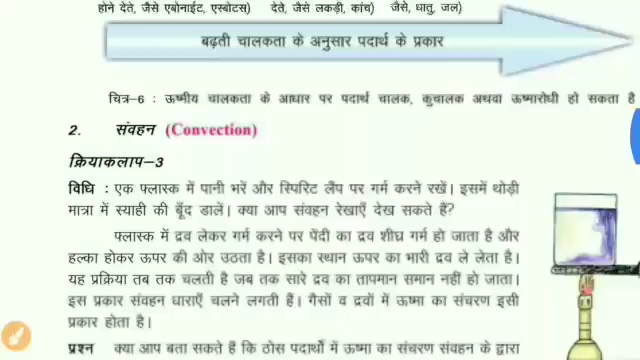 होने देते, जैसे एबोनाईट, एस्बोटस) देते, जैसे लकड़ी, कांच) जैसे, धातु, जल)
बढ़ती चालकता के अनुसार पदार्थ के प्रकार
चित्र–6 : ऊष्मीय चालकता के आधार पर पदार्थ चालक, कुचालक अथवा ऊष्मारोधी हो सकता है
2. संवहन (Convection)
क्रियाकलाप–3
विधि : एक फ्लास्क में पानी भरें और स्पिरिट लैंप पर गर्म करने रखें। इसमें थोड़ी
मात्रा में स्याही की बूँद डालें। क्या आप संवहन रेखाएँ देख सकते हैं?
फ्लास्क में द्रव लेकर गर्म करने पर पेंदी का द्रव शीघ्र गर्म हो जाता है और
हल्का होकर ऊपर की ओर उठता है। इसका स्थान ऊपर का भारी द्रव ले लेता है।
यह प्रक्रिया तब तक चलती है जब तक सारे द्रव का तापमान समान नहीं हो जाता।
इस प्रकार संवहन धाराएँ चलने लगती हैं। गैसों व द्रवों में ऊष्मा का संचरण इसी
प्रकार होता है।
प्रश्न क्या आप बता सकते हैं कि ठोस पदार्थों में ऊष्मा का संचरण संवहन के द्वारा